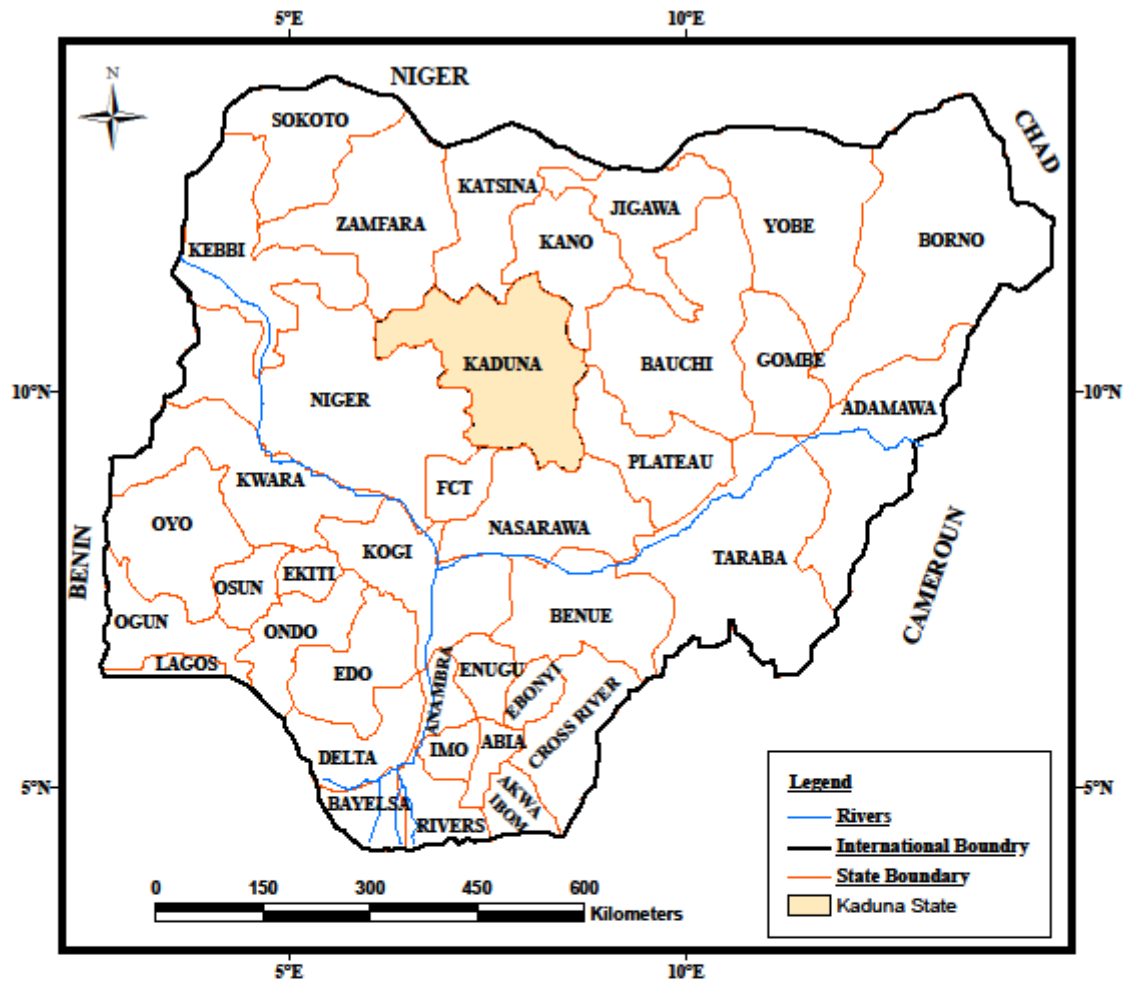 5°E 10°E
N
NIGER
CHAD
SOKOTO
KATSINA
JIGAWA
ZAMFARA
YOBE
KEBBI
KANO
BORNO
KADUNA
BAUCHI
GOMBE
10°N
NIGER
10°N
ADAMAWA
PLATEAU
KWARA
FCT
OYO
NASARAWA
BENIN
KOGI
TARABA
CAMEROUN
OSUN
EKITI
OGUN
ONDO
BENUE
LAGOS
EDO
ANAMBRA
ENUGU
EBONYI
CROSS RIVER
DELTA
IMO
ABIA
5°N
5°N
BAYELSA
RIVERS
AKWA
IBOM
Legend
Rivers
International Boundry
State Boundary
Kaduna State
0 150 300 450 600
Kilometers
5°E 10°E